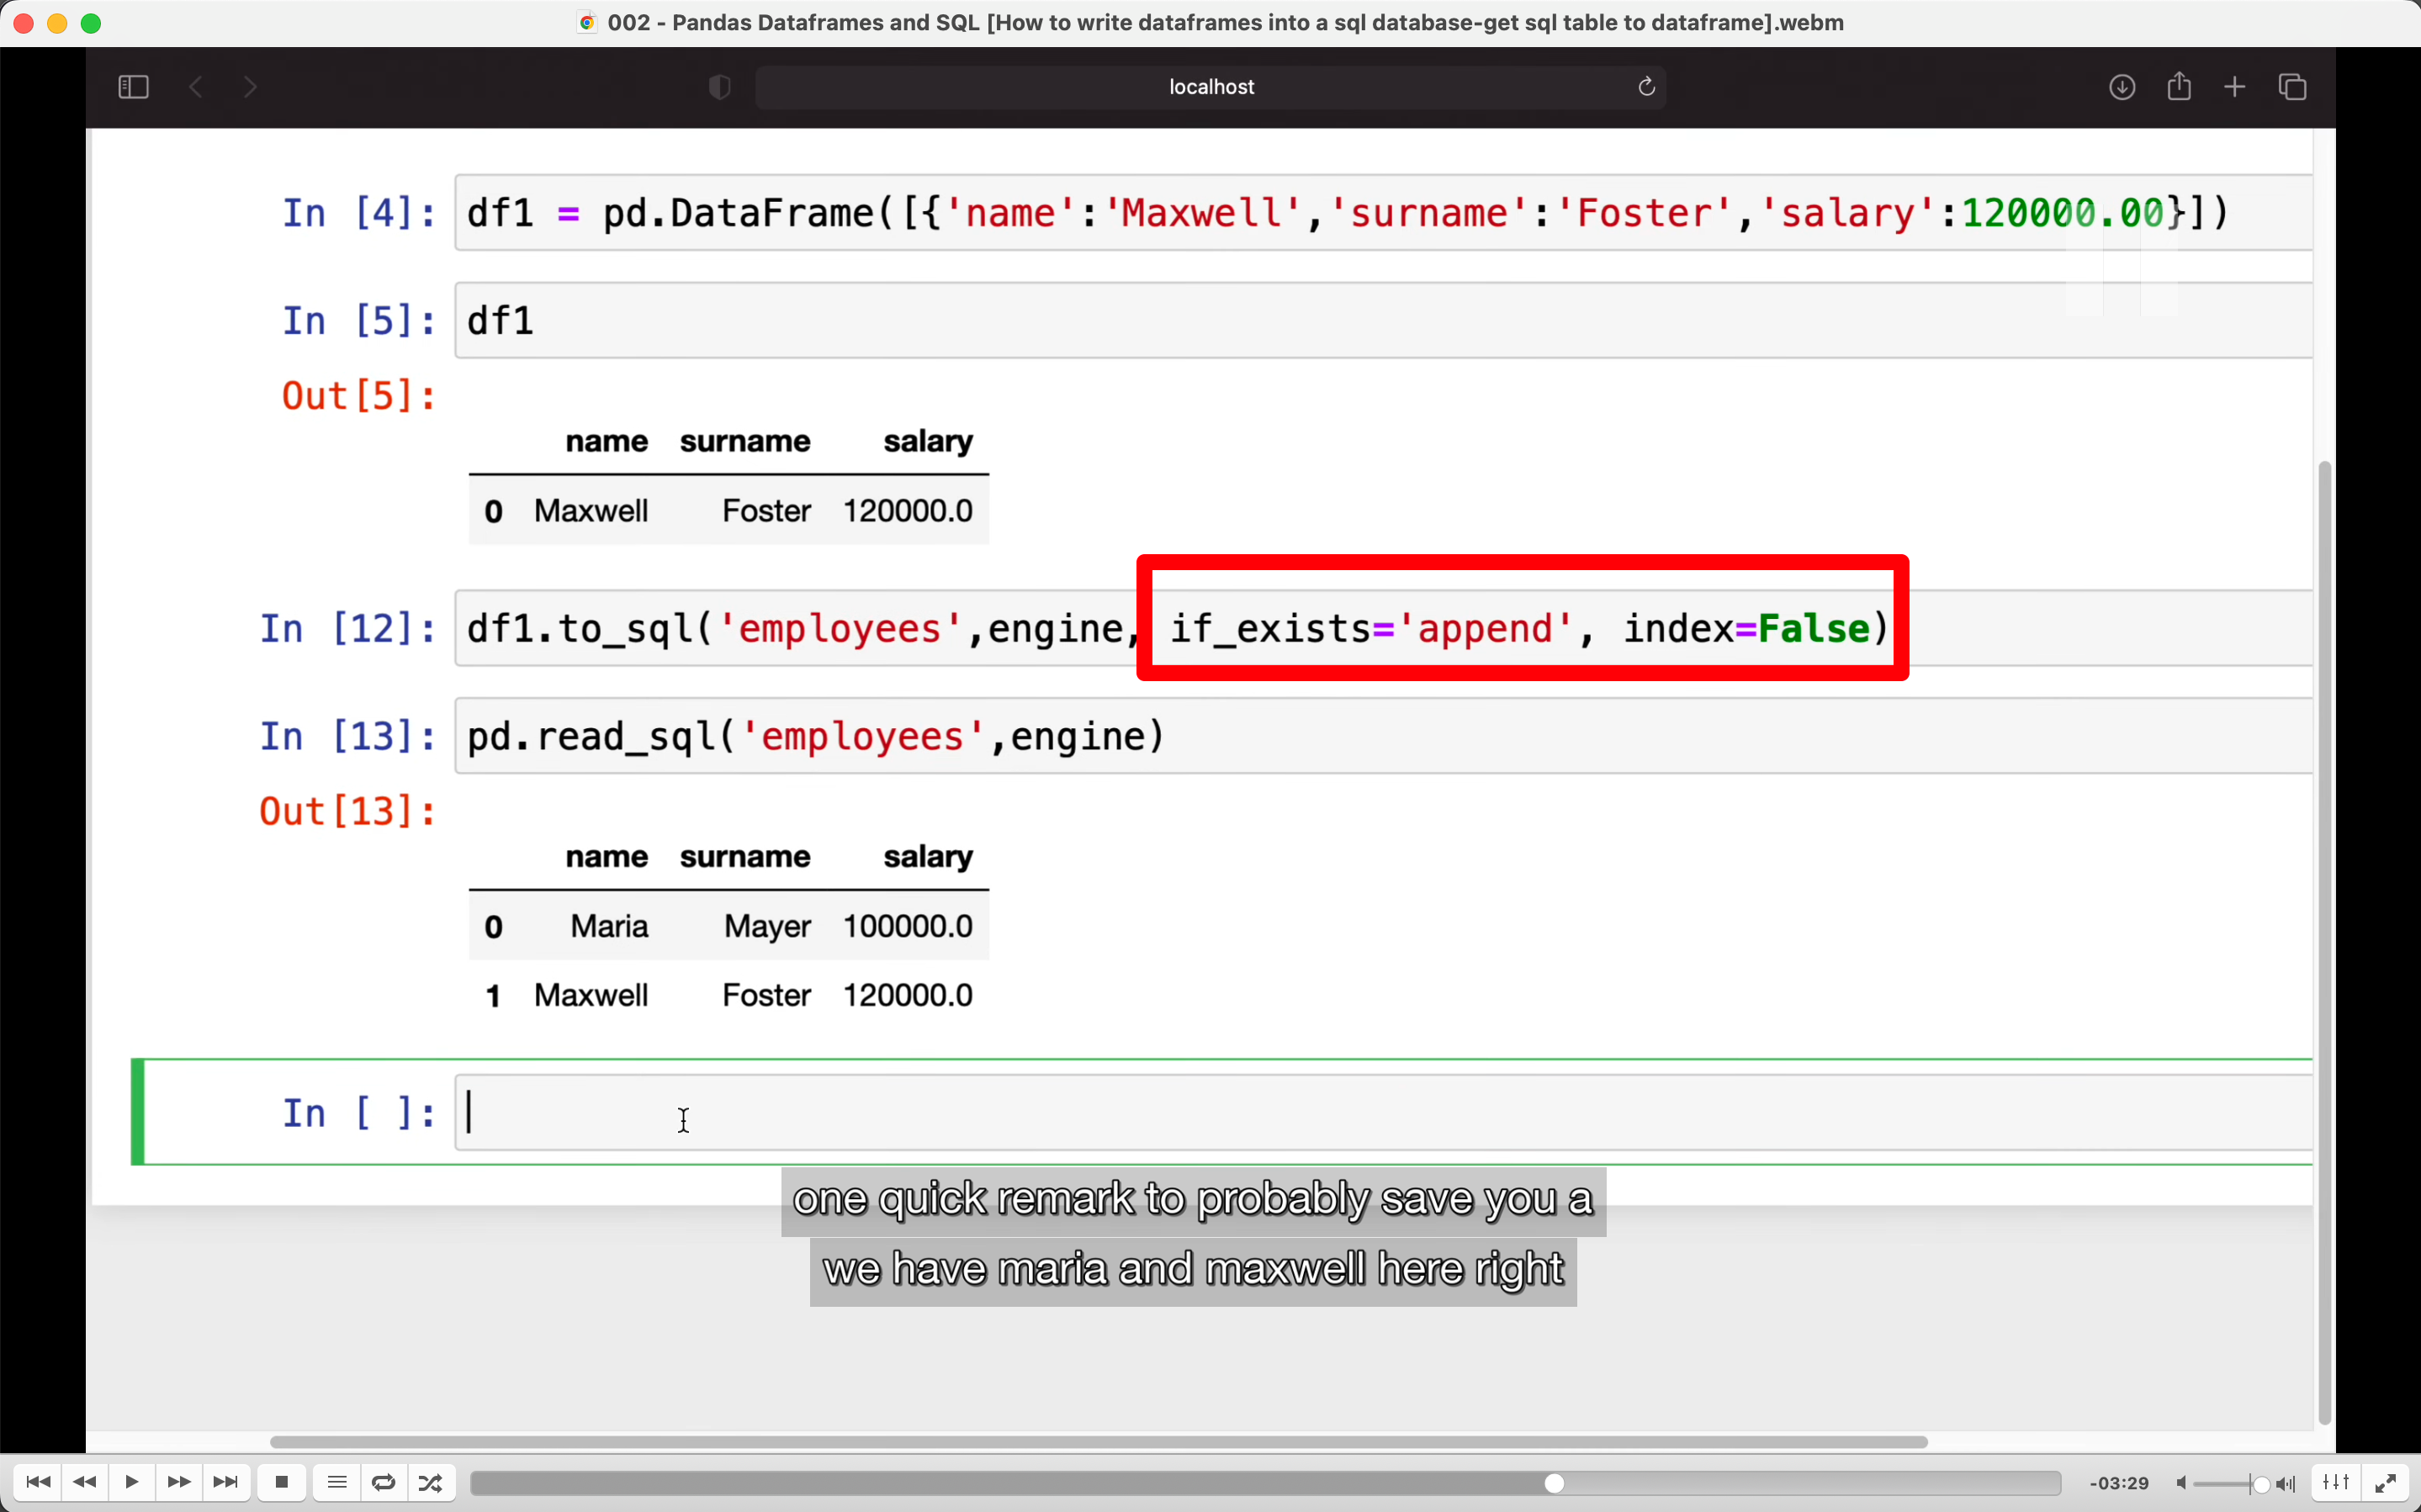 002 - Pandas Dataframes and SQL [How to write dataframes into a sql database-get sql table to dataframe].webm
localhost
In [4]: df1 = pd.DataFrame([{'name':'Maxwell','surname':'Foster','salary':120000.00}])
In [5]: df1
Out[5]:
name surname salary
0 Maxwell Foster 120000.0
In [12]: df1.to_sql('employees',engine, if_exists='append', index=False)
In [13]: pd.read_sql('employees',engine)
Out[13]:
name surname salary
0 Maria Mayer 100000.0
1 Maxwell Foster 120000.0
In [ ]:
one quick remark to probably save you a
we have maria and maxwell here right
-03:29